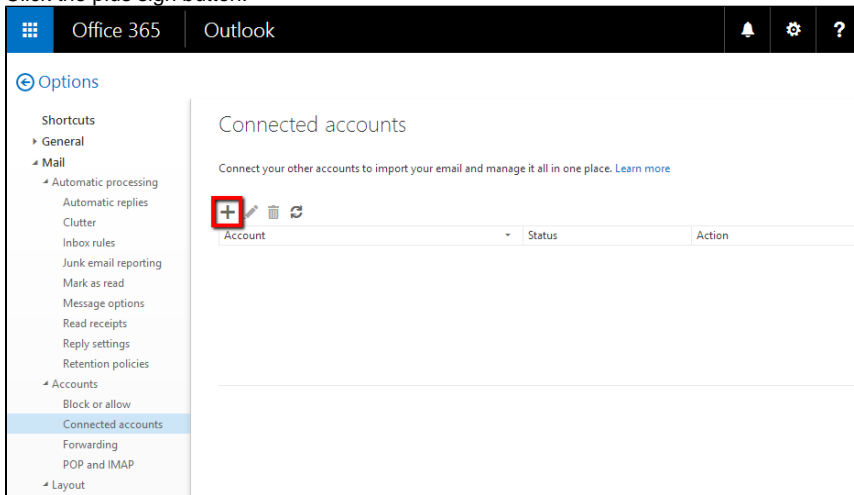 Click the plus sign button.
Office 365 Outlook ?
Options
Shortcuts
General
Mail
Automatic processing
Automatic replies
Clutter
Inbox rules
Junk email reporting
Mark as read
Message options
Read receipts
Reply settings
Retention policies
Accounts
Block or allow
Connected accounts
Forwarding
POP and IMAP
Layout
Connected accounts
Connect your other accounts to import your email and manage it all in one place. Learn more
Account Status Action